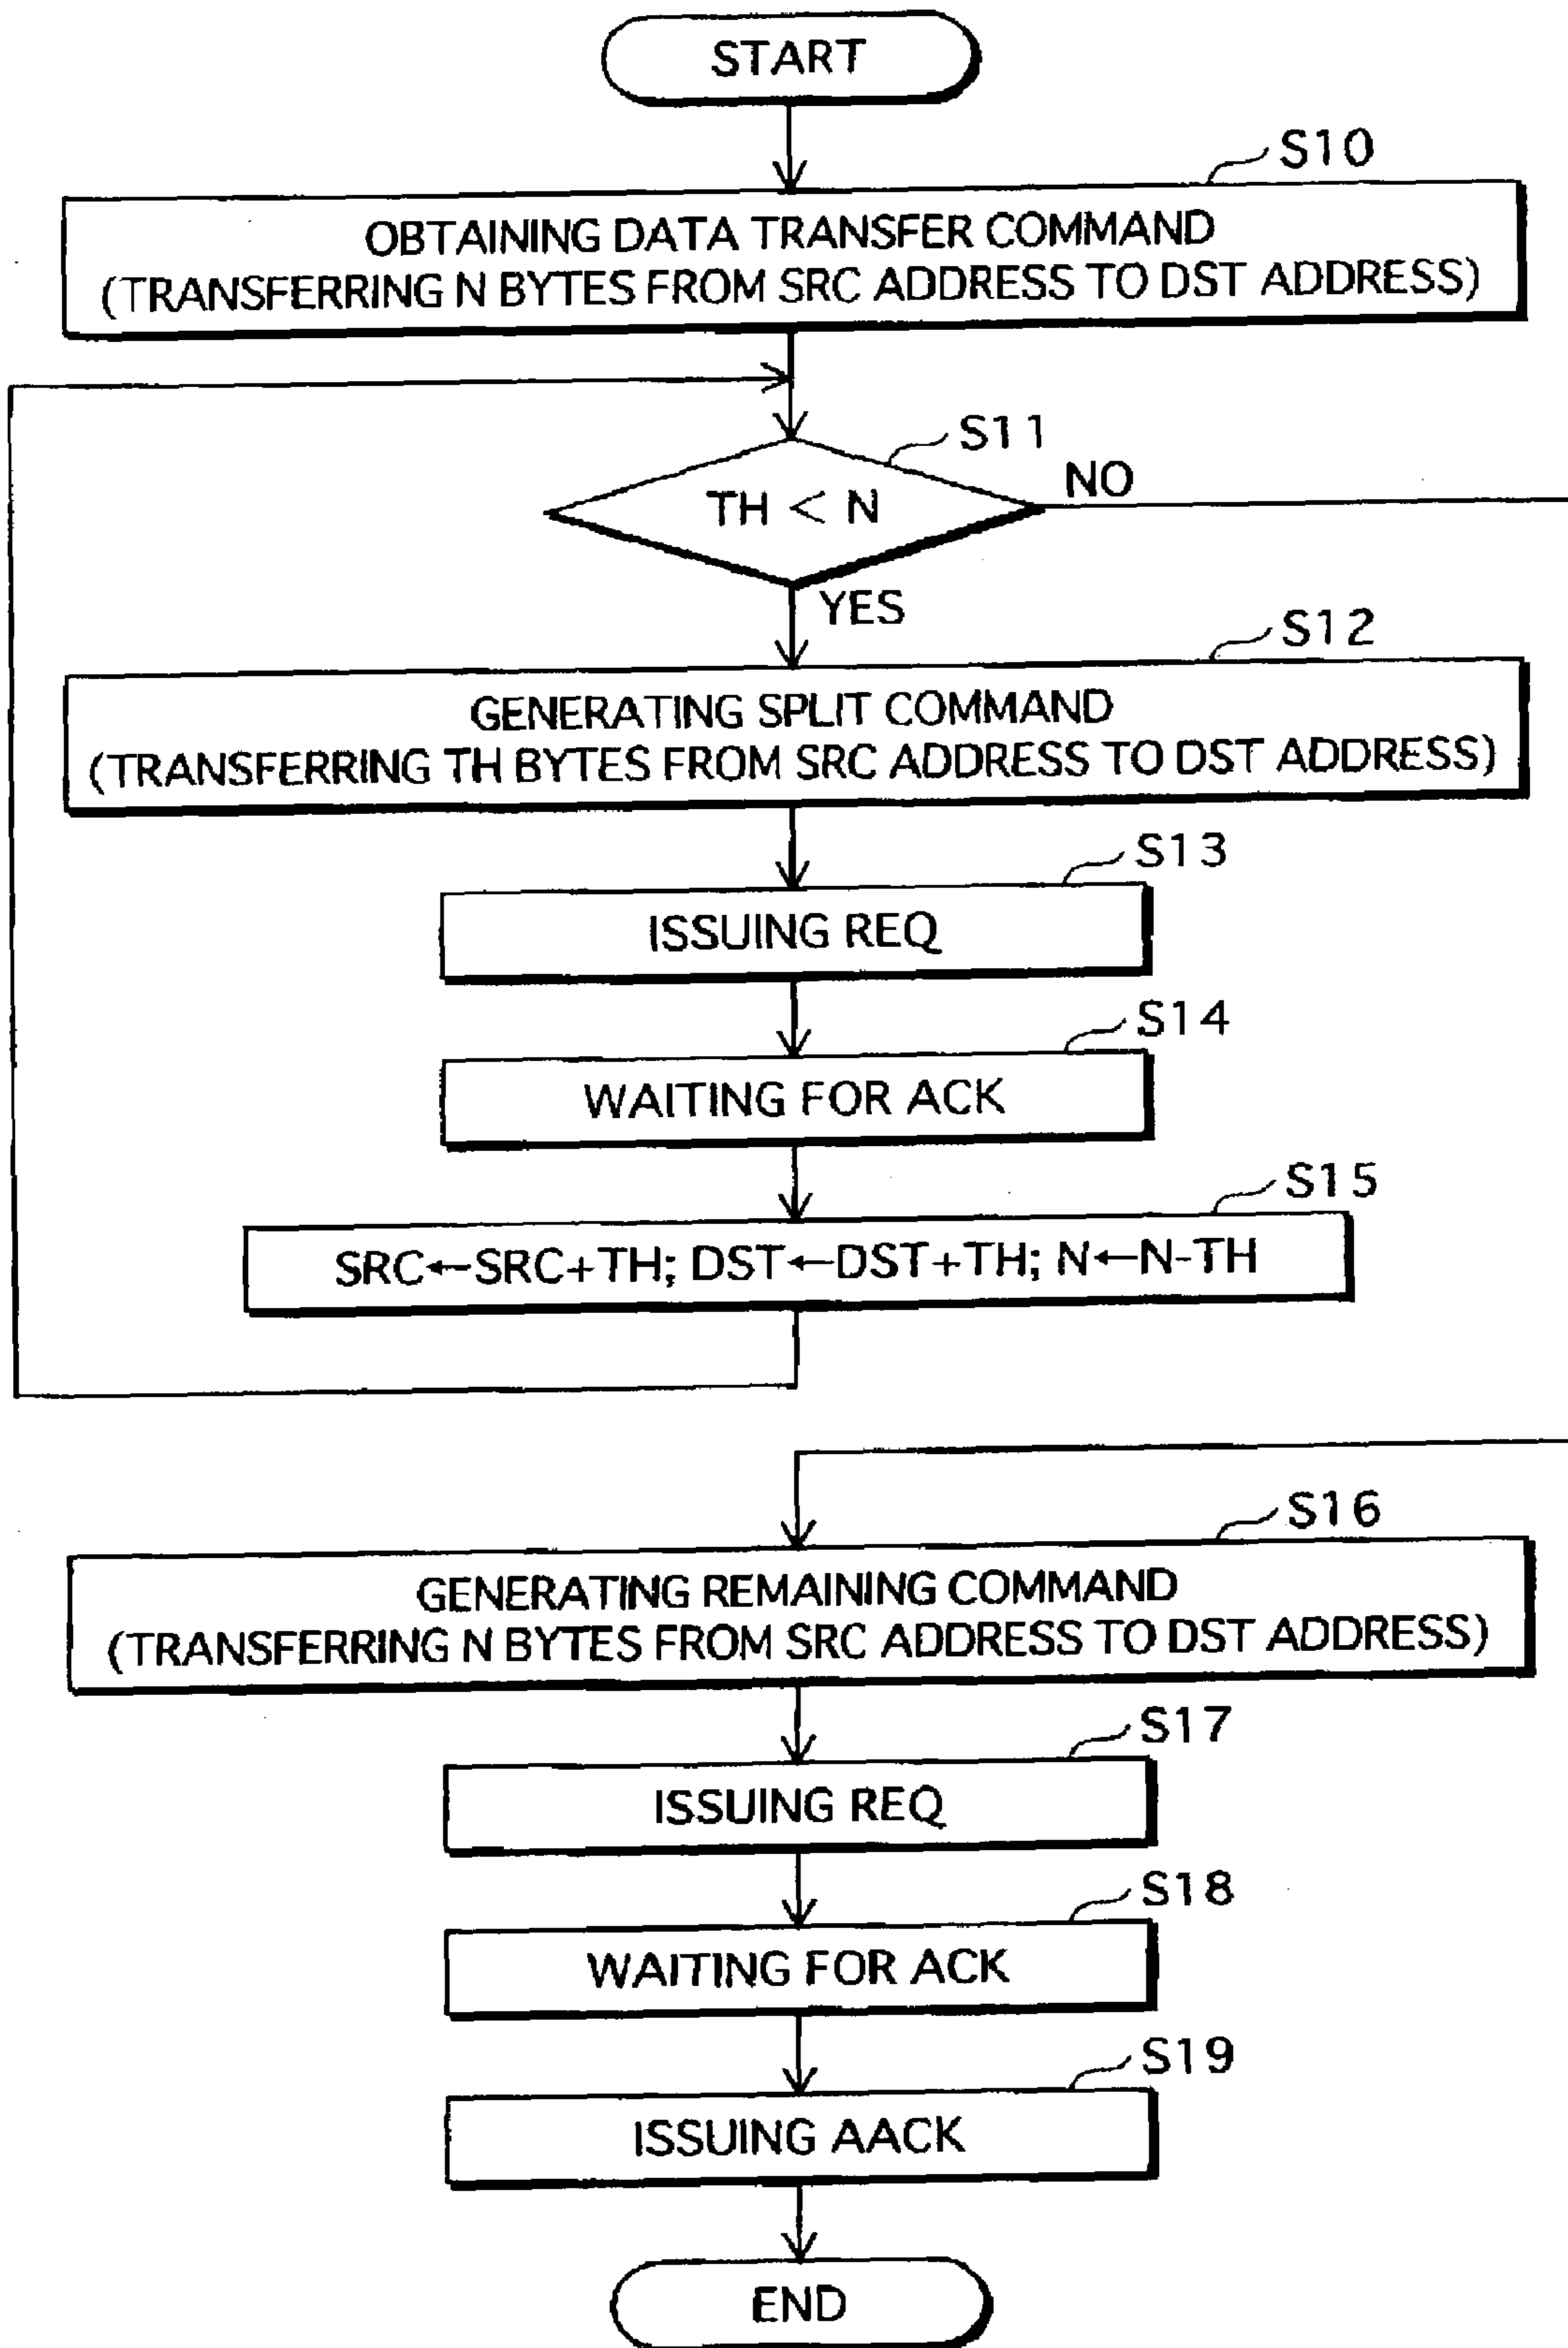 START
S10
OBTAINING DATA TRANSFER COMMAND
(TRANSFERRING N BYTES FROM SRC ADDRESS TO DST ADDRESS)
S11
TH < N
NO
YES
S12
GENERATING SPLIT COMMAND
(TRANSFERRING TH BYTES FROM SRC ADDRESS TO DST ADDRESS)
S13
ISSUING REQ
S14
WAITING FOR ACK
S15
SRC←SRC+TH; DST←DST+TH; N←N-TH
S16
GENERATING REMAINING COMMAND
(TRANSFERRING N BYTES FROM SRC ADDRESS TO DST ADDRESS)
S17
ISSUING REQ
S18
WAITING FOR ACK
S19
ISSUING AACK
END